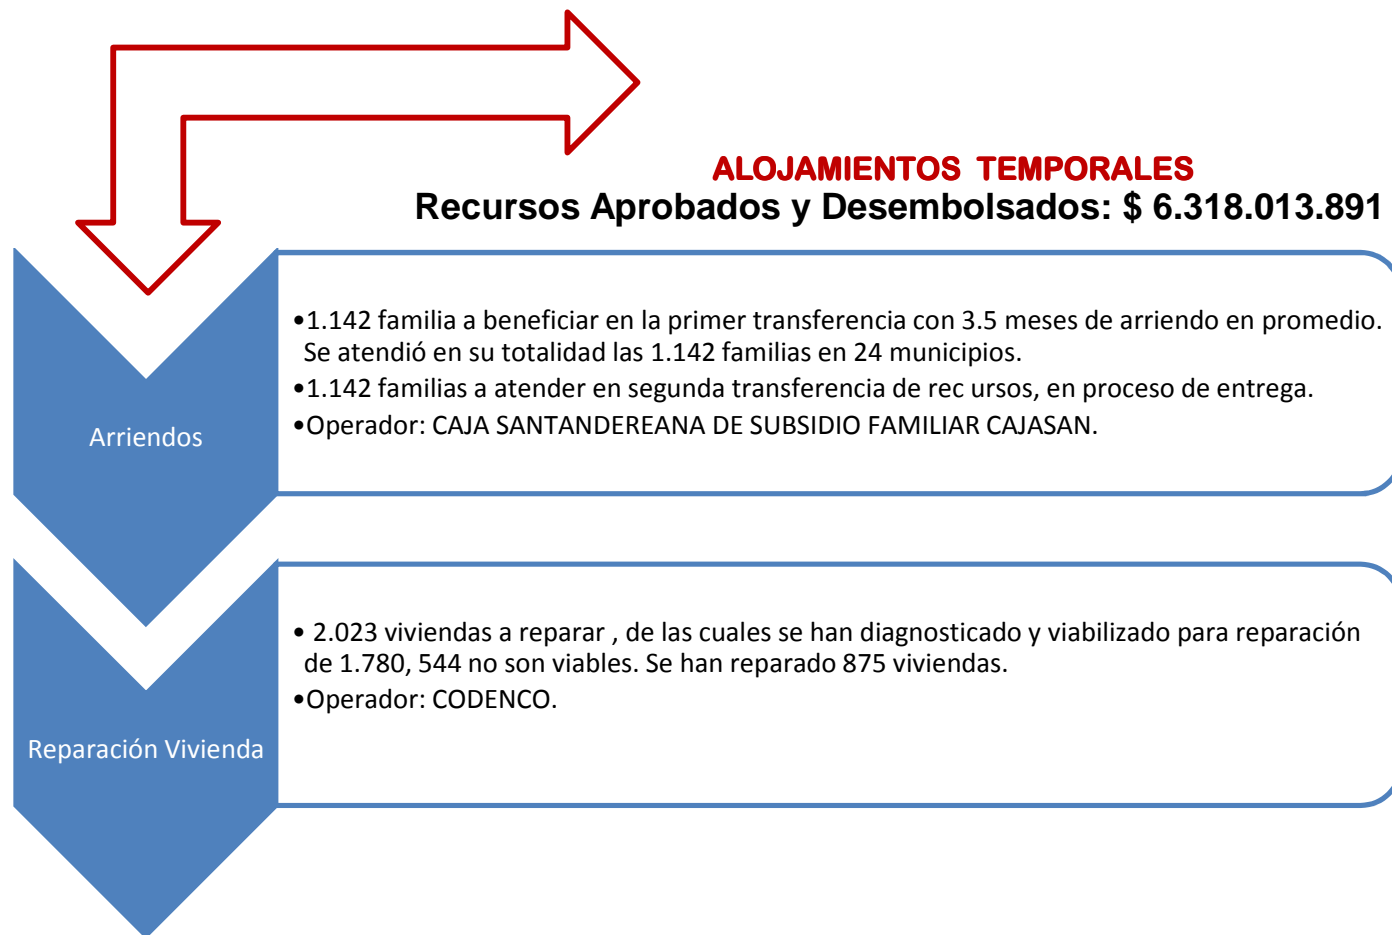 ALOJAMIENTOS TEMPORALES
Recursos Aprobados y Desembolsados: $ 6.318.013.891
Arriendos
•1.142 familia a beneficiar en la primer transferencia con 3.5 meses de arriendo en promedio.
Se atendió en su totalidad las 1.142 familias en 24 municipios.
•1.142 familias a atender en segunda transferencia de rec ursos, en proceso de entrega.
•Operador: CAJA SANTANDEREANA DE SUBSIDIO FAMILIAR CAJASAN.
Reparación Vivienda
• 2.023 viviendas a reparar , de las cuales se han diagnosticado y viabilizado para reparación
de 1.780, 544 no son viables. Se han reparado 875 viviendas.
•Operador: CODENCO.